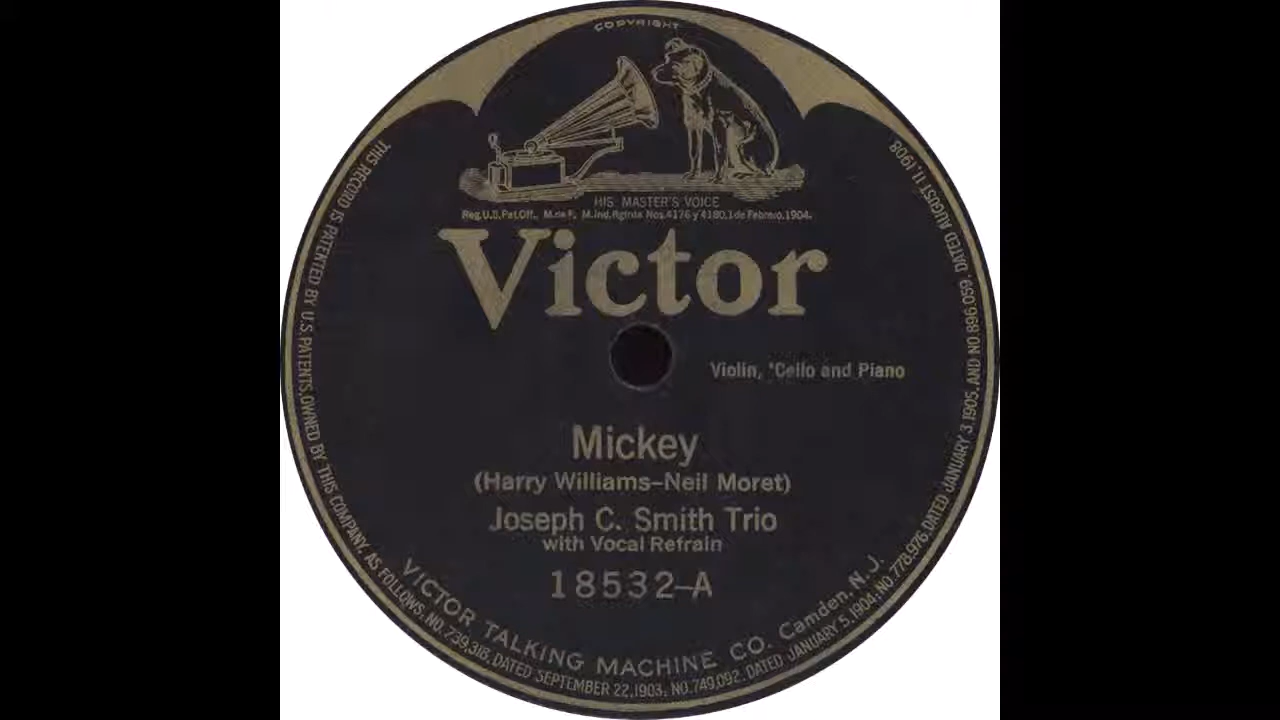 COPYRIGHT
HIS MASTER'S VOICE
Reg.U.S.Pat.Off., M.de F. M.Ind.Rgtrda Nos.4176 y 4180,1 de Febrero,1904.
Victor
Violin, 'Cello and Piano
Mickey
(Harry Williams–Neil Moret)
Joseph C. Smith Trio
with Vocal Refrain
18532–A
VICTOR TALKING MACHINE CO. Camden, N.J.
THIS RECORD IS PATENTED BY U.S. PATENTS, OWNED BY THIS COMPANY, AS FOLLOWS, NO. 739,318, DATED SEPTEMBER 22,1903, NO.749,092, DATED JANUARY 5, 1904; NO.778,976, DATED JANUARY 3,1905, AND NO.896,059, DATED AUGUST 11, 1908